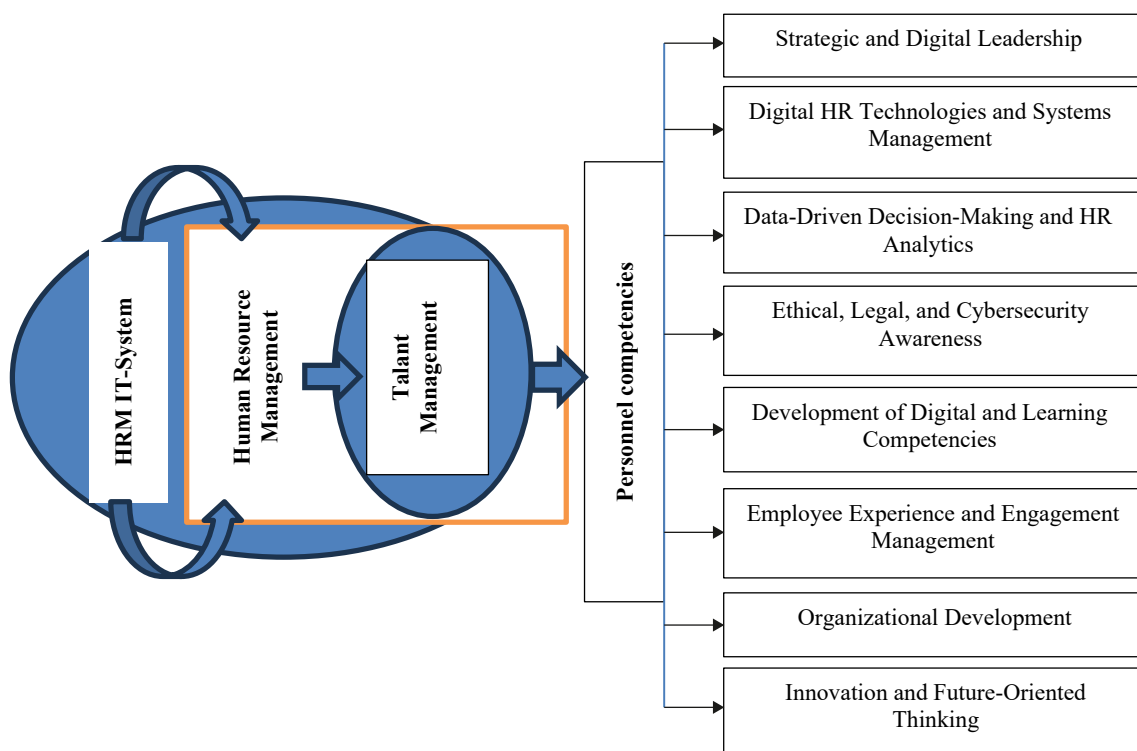 HRM IT-System
Human Resource
Management
Talant
Management
Personnel competencies
Strategic and Digital Leadership
Digital HR Technologies and Systems
Management
Data-Driven Decision-Making and HR
Analytics
Ethical, Legal, and Cybersecurity
Awareness
Development of Digital and Learning
Competencies
Employee Experience and Engagement
Management
Organizational Development
Innovation and Future-Oriented
Thinking